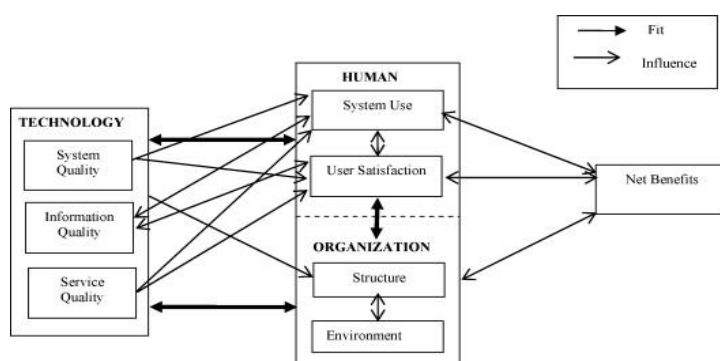 Fit
Influence
HUMAN
System Use
User Satisfaction
TECHNOLOGY
System
Quality
Information
Quality
Service
Quality
ORGANIZATION
Structure
Environment
Net Benefits